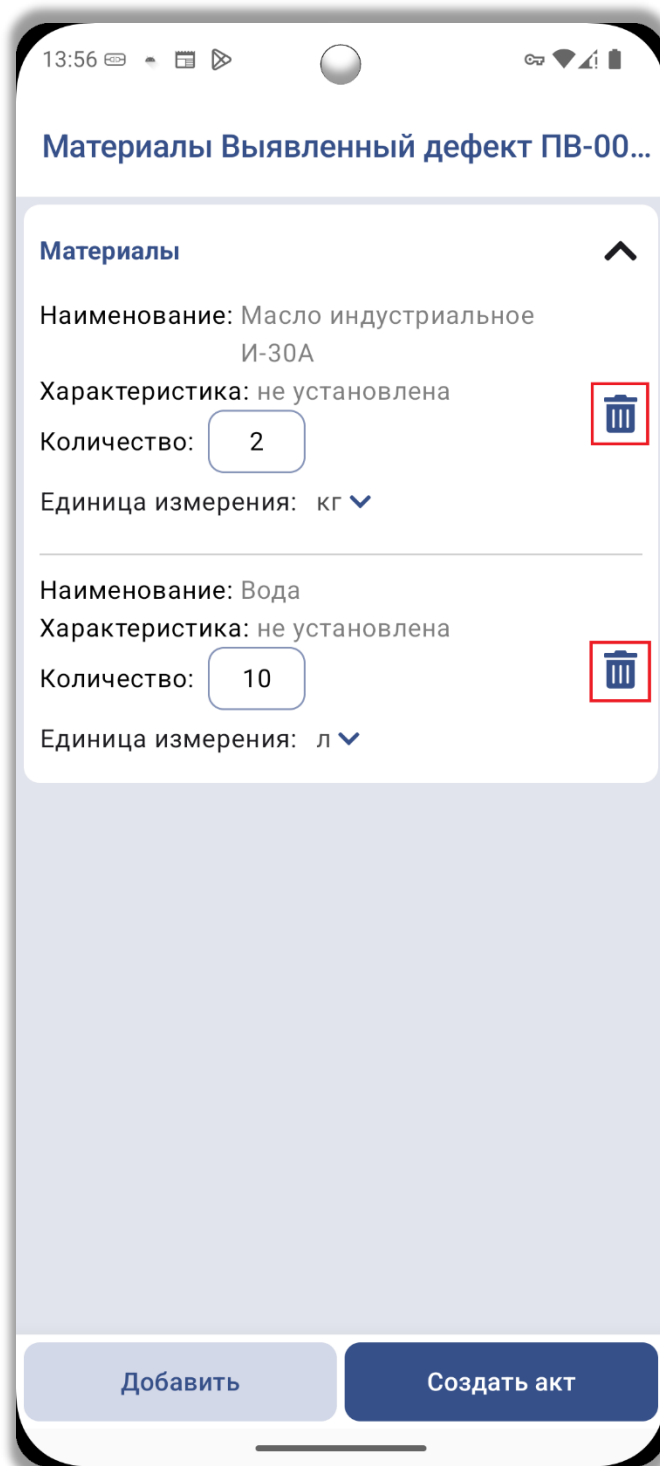 13:56
Материалы Выявленный дефект ПВ-00...
Материалы
Наименование: Масло индустриальное
И-30А
Характеристика: не установлена
Количество: 2
Единица измерения: кг
Наименование: Вода
Характеристика: не установлена
Количество: 10
Единица измерения: л
Добавить Создать акт